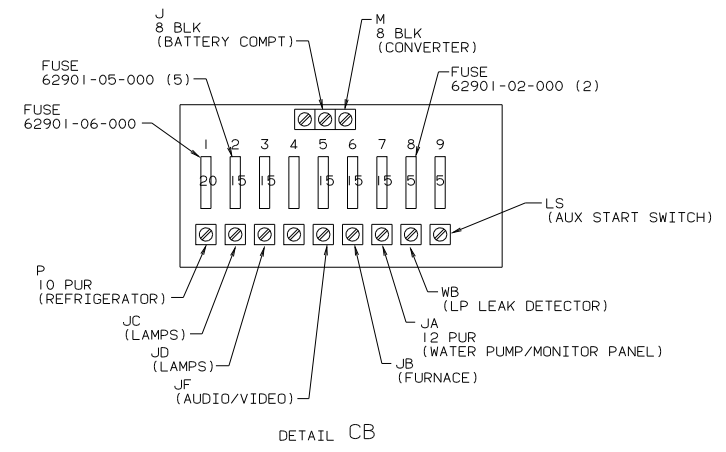 J
8 BLK
(BATTERY COMPT)
M
8 BLK
(CONVERTER)
FUSE
62901-05-000 (5)
FUSE
62901-02-000 (2)
FUSE
62901-06-000
1 2 3 4 5 6 7 8 9
20 15 15 15 15 15 5 5
LS
(AUX START SWITCH)
P
10 PUR
(REFRIGERATOR)
WB
(LP LEAK DETECTOR)
JC
(LAMPS)
JA
12 PUR
(WATER PUMP/MONITOR PANEL)
JD
(LAMPS)
JB
(FURNACE)
JF
(AUDIO/VIDEO)
DETAIL CB